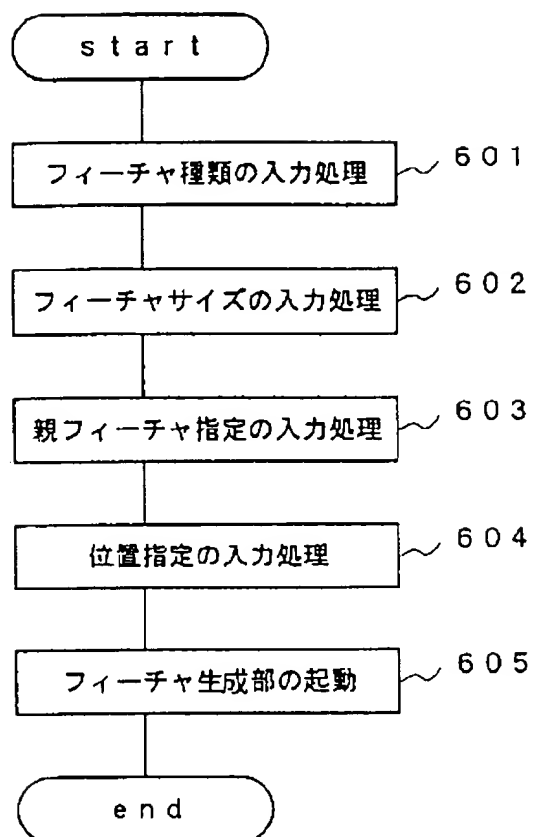 start
フィーチャ種類の入力処理
601
フィーチャサイズの入力処理
602
親フィーチャ指定の入力処理
603
位置指定の入力処理
604
フィーチャ生成部の起動
605
end